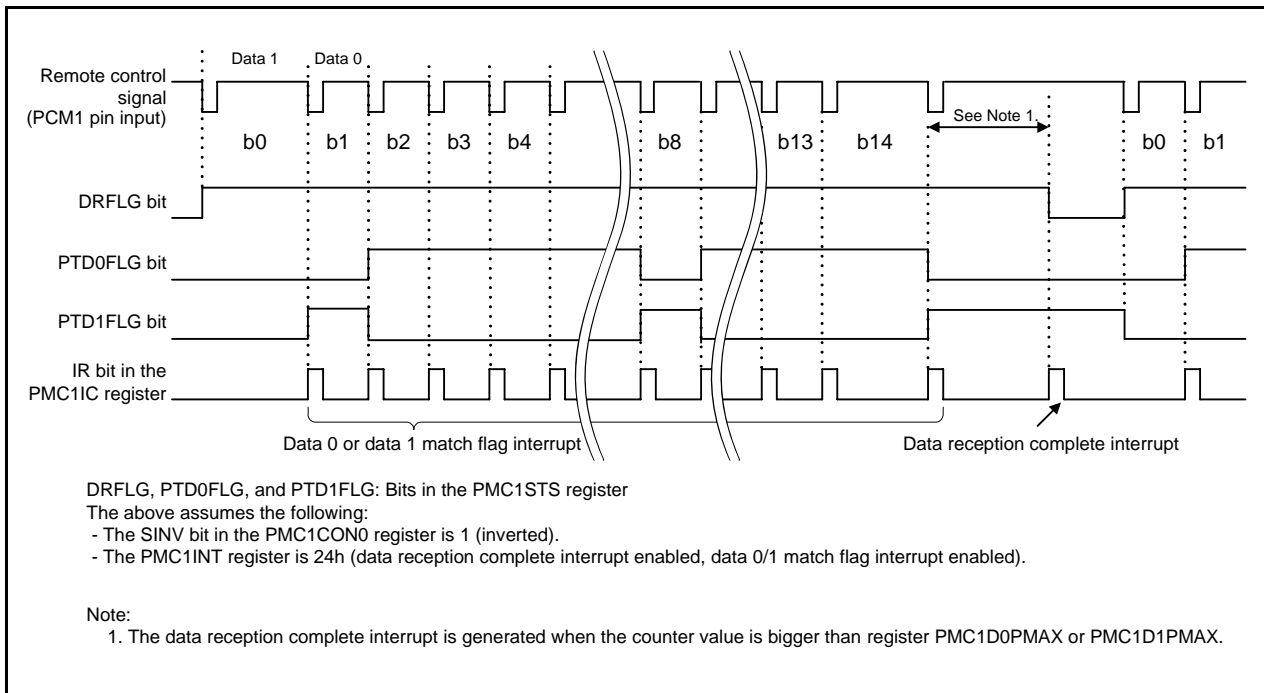 Data 1 Data 0
Remote control
signal
(PCM1 pin input)
See Note 1.
b0 b1 b2 b3 b4 b8 b13 b14 b0 b1
DRFLG bit
PTD0FLG bit
PTD1FLG bit
IR bit in the
PMC1IC register
Data 0 or data 1 match flag interrupt Data reception complete interrupt
DRFLG, PTD0FLG, and PTD1FLG: Bits in the PMC1STS register
The above assumes the following:
- The SINV bit in the PMC1CON0 register is 1 (inverted).
- The PMC1INT register is 24h (data reception complete interrupt enabled, data 0/1 match flag interrupt enabled).
Note:
1. The data reception complete interrupt is generated when the counter value is bigger than register PMC1D0PMAX or PMC1D1PMAX.